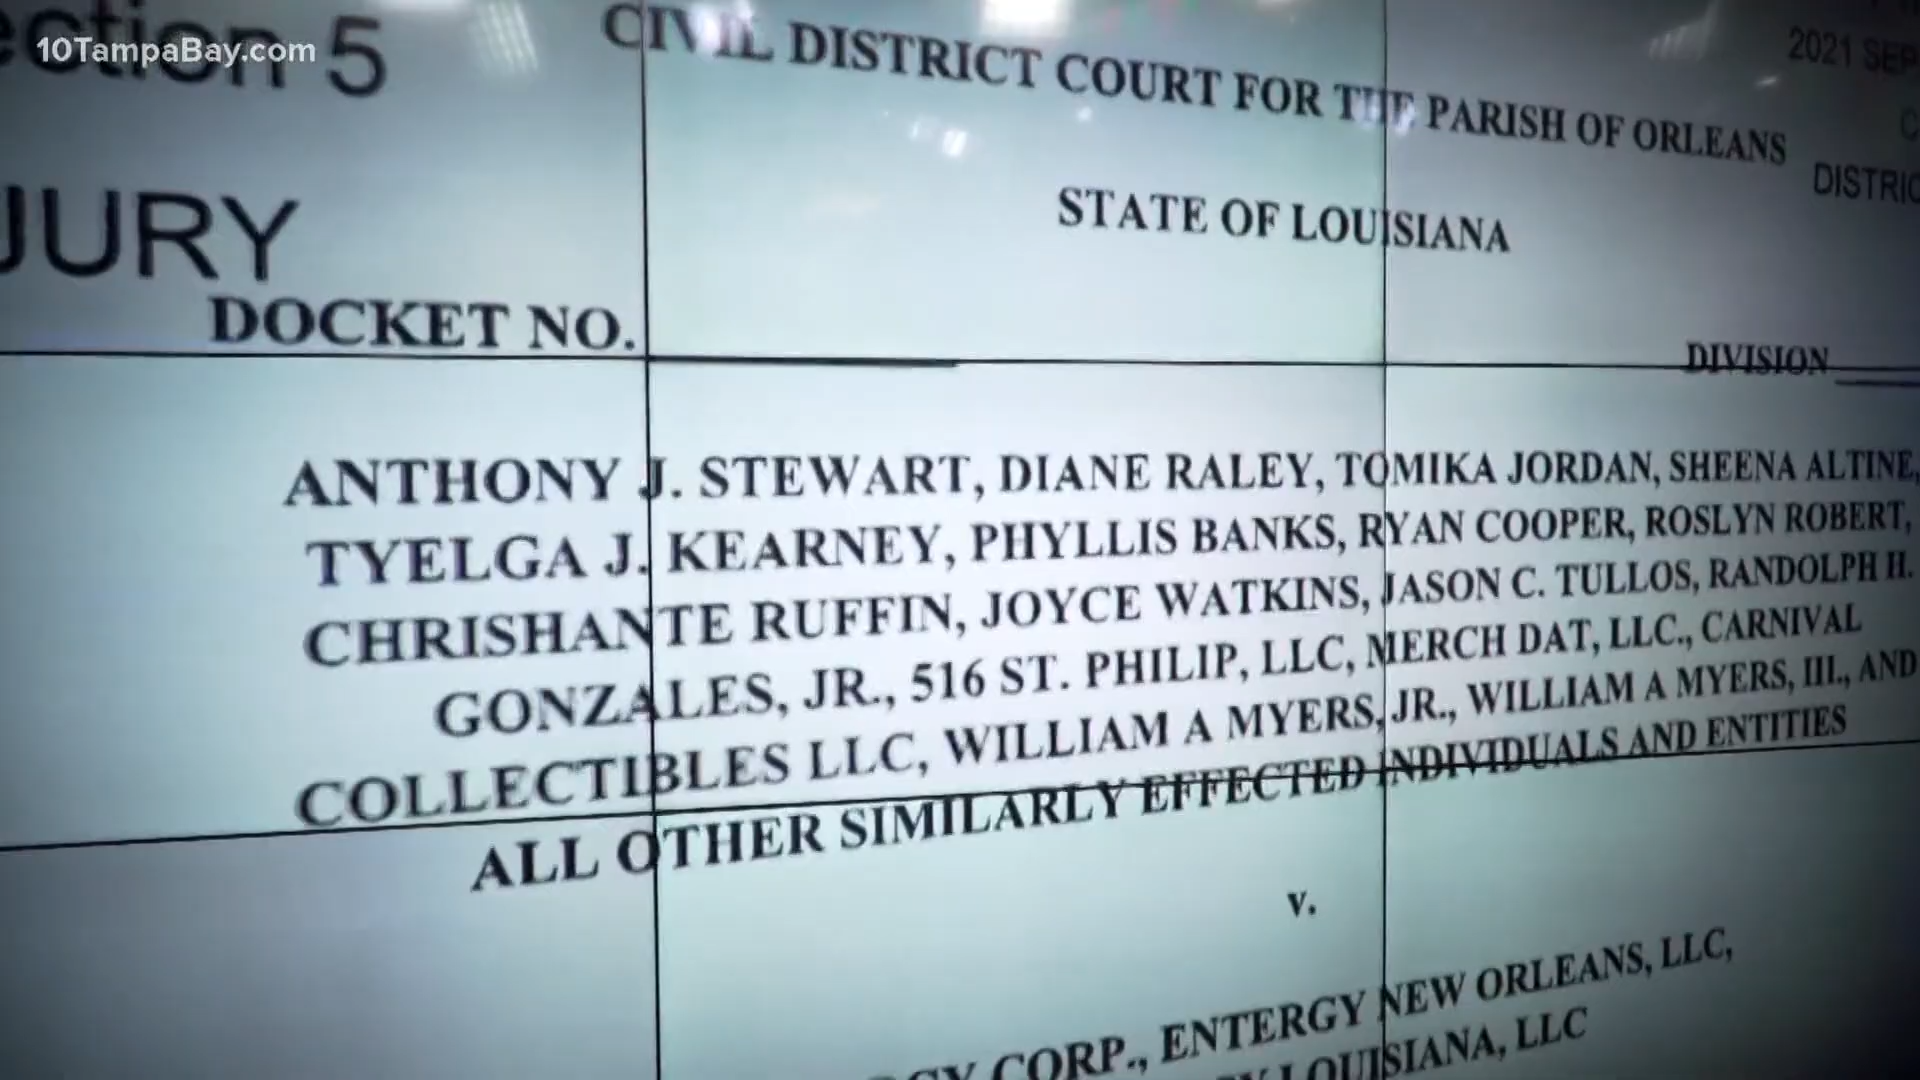 10TampaBay.com
ection 5
CIVIL DISTRICT COURT FOR THE PARISH OF ORLEANS
2021 SEP
STATE OF LOUISIANA
DISTRIC
JURY
DOCKET NO.
DIVISION
ANTHONY J. STEWART, DIANE RALEY, TOMIKA JORDAN, SHEENA ALTINE,
TYELGA J. KEARNEY, PHYLLIS BANKS, RYAN COOPER, ROSLYN ROBERT,
CHRISHANTE RUFFIN, JOYCE WATKINS, JASON C. TULLOS, RANDOLPH H.
GONZALES, JR., 516 ST. PHILIP, LLC, MERCH DAT, LLC., CARNIVAL
COLLECTIBLES LLC, WILLIAM A MYERS, JR., WILLIAM A MYERS, III., AND
ALL OTHER SIMILARLY EFFECTED INDIVIDUALS AND ENTITIES
v.
GY CORP., ENTERGY NEW ORLEANS, LLC,
LOUISIANA, LLC